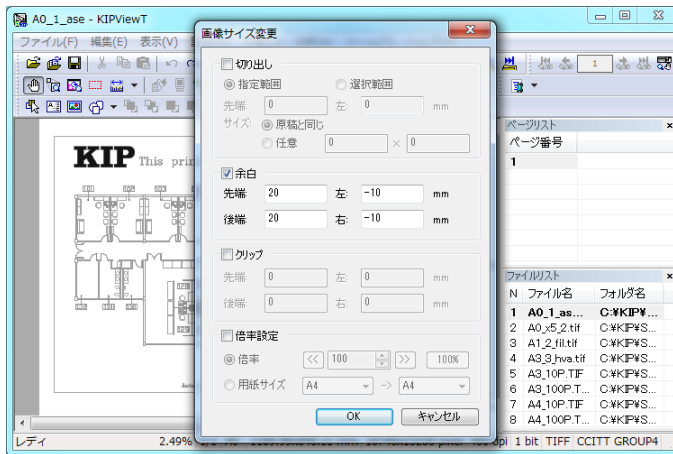 A0_1_ase - KIPViewT
ファイル(F) 編集(E) 表示(V)
1
KIP This prin
画像サイズ変更
切り出し
指定範囲 選択範囲
先端: 0 左: 0 mm
サイズ: 原稿と同じ
任意 0 × 0
余白
先端: 20 左: -10 mm
後端: 20 右: -10 mm
クリップ
先端: 0 左: 0 mm
後端: 0 右: 0 mm
倍率設定
倍率 << 100 >> 100%
用紙サイズ A4 -> A4
OK キャンセル
ページリスト x
ページ番号
1
ファイルリスト x
N ファイル名 フォルダ名
1 A0_1_as... C:¥KIP¥...
2 A0_x5_2.tif C:¥KIP¥S...
3 A1_2_fil.tif C:¥KIP¥S...
4 A3_3_hva.tif C:¥KIP¥S...
5 A3_10P.TIF C:¥KIP¥S...
6 A3_100P.T... C:¥KIP¥S...
7 A4_10P.TIF C:¥KIP¥S...
8 A4_100P.T... C:¥KIP¥S...
レディ 2.49% 1 bit TIFF CCITT GROUP4